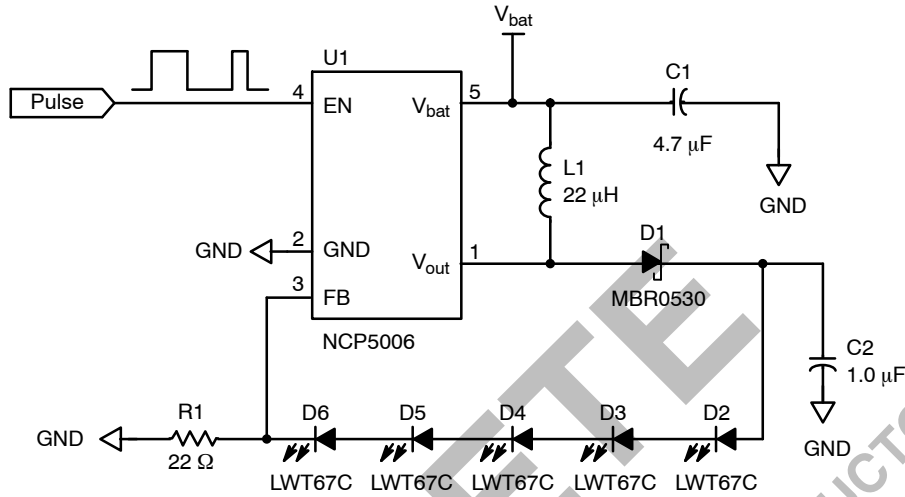 V_bat
U1
C1
Pulse
4
EN
V_bat
5
4.7 μF
L1
22 μH
GND
GND
2
GND
V_out
1
D1
3
FB
MBR0530
NCP5006
C2
1.0 μF
R1
D6
D5
D4
D3
D2
GND
22 Ω
LWT67C
LWT67C
LWT67C
LWT67C
LWT67C
GND
ETE
UCTO